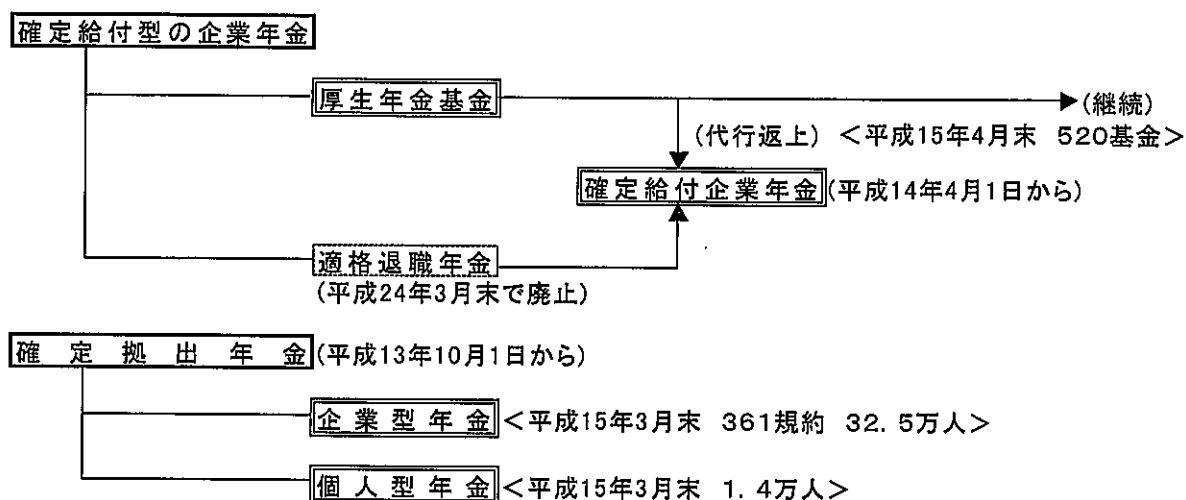 確定給付型の企業年金
厚生年金基金
(継続)
(代行返上) <平成15年4月末 520基金>
確定給付企業年金(平成14年4月1日から)
適格退職年金
(平成24年3月末で廃止)
確定拠出年金(平成13年10月1日から)
企業型年金<平成15年3月末 361規約 32.5万人>
個人型年金<平成15年3月末 1.4万人>